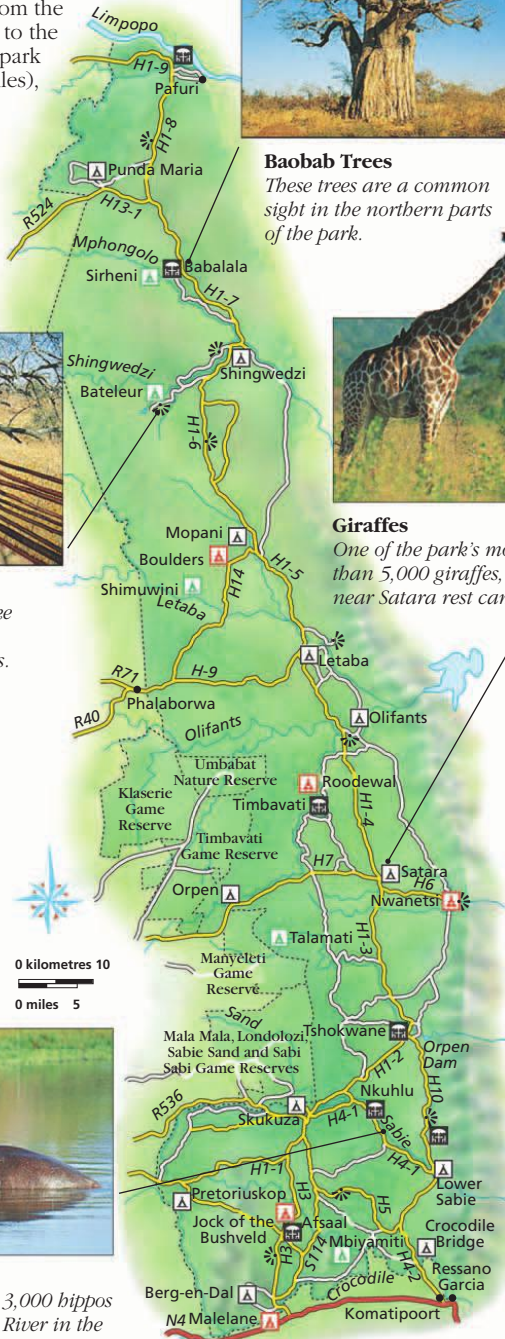 om the
to the
park
les),
Limpopo
H1-9
Pafuri
H1-8
Baobab Trees
These trees are a common
sight in the northern parts
of the park.
Punda Maria
R524
H13-1
Mphongolo
Sirheni
Babalala
H1-7
Shingwedzi
Shingwedzi
Bateleur
H1-6
Giraffes
One of the park's mo
than 5,000 giraffes,
near Satara rest can
Mopani
Boulders
H1-5
Shimuwini
H14
Letaba
ee
s.
Letaba
R71
H-9
Phalaborwa
R40
Olifants
Olifants
Umbabat
Nature Reserve
Roodewal
Klaserie
Game
Reserve
Timbavati
H1-4
Timbavati
Game Reserve
H7
Satara
H6
Orpen
Nwanetsi
H1-3
Talamati
0 kilometres 10
0 miles 5
Manyeleti
Game
Reserve
Sand
Tshokwane
Mala Mala, Londolozi,
Sabie Sand and Sabi
Sabi Game Reserves
Orpen
Dam
H1-2
H10
Nkuhlu
R536
Skukuza
H4-1
Sabie
H4-1
H1-1
Lower
Sabie
Pretoriuskop
H3
H5
Jock of the
Bushveld
Afsaal
Mbiyamiti
Crocodile
Bridge
H3
S114
H4-2
Ressano
Garcia
Berg-en-Dal
Crocodile
3,000 hippos
River in the
Komatipoort
N4
Malelane